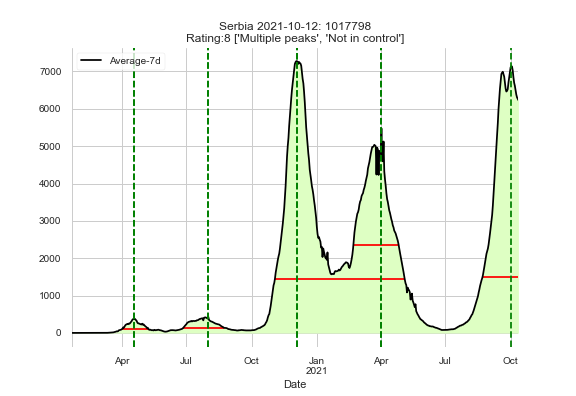 Serbia 2021-10-12: 1017798
Rating:8 ['Multiple peaks', 'Not in control']
Average-7d
7000
6000
5000
4000
3000
2000
1000
0
Apr Jul Oct Jan Apr Jul Oct
2021
Date